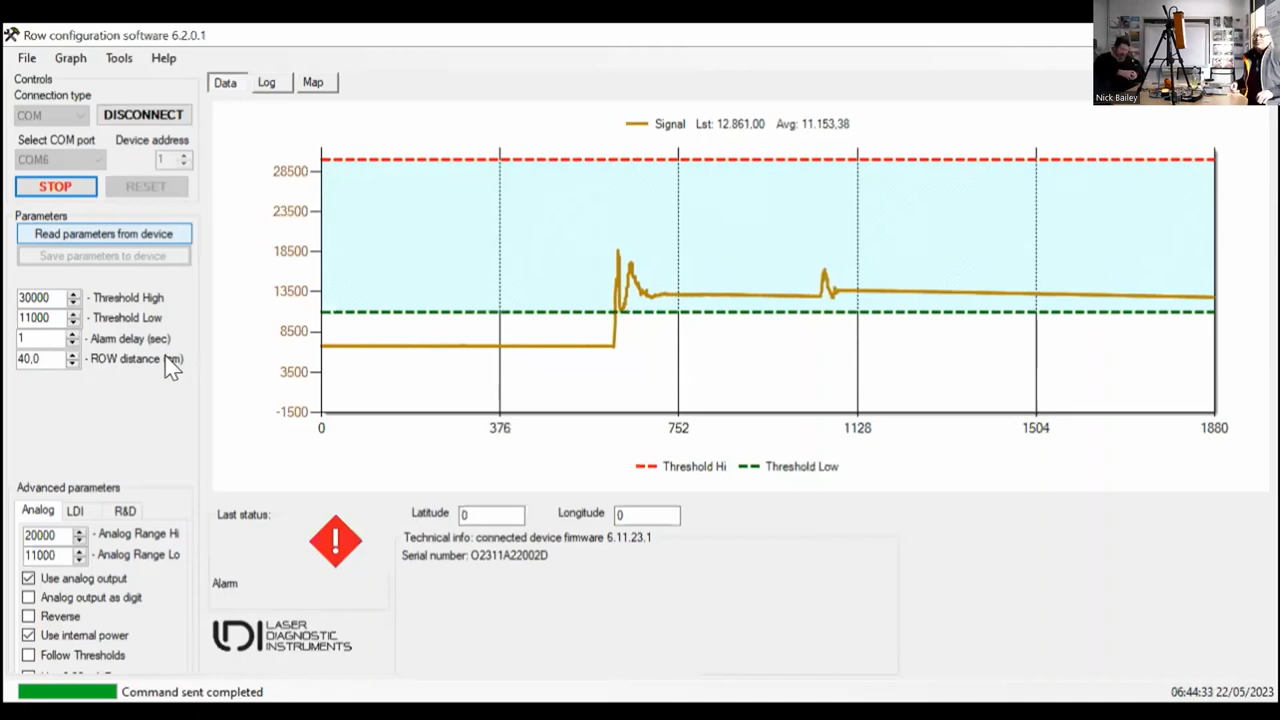 Row configuration software 6.2.0.1
File Graph Tools Help
Nick Bailey
Controls
Connection type
COM DISCONNECT
Select COM port Device address
COM6 1
STOP RESET
Parameters
Read parameters from device
Save parameters to device
30000 - Threshold High
11000 - Threshold Low
1 - Alarm delay (sec)
40,0 - ROW distance m)
Data Log Map
Signal Lst: 12.861,00 Avg: 11.153,38
28500
23500
18500
13500
8500
3500
-1500
0 376 752 1128 1504 1880
Threshold Hi Threshold Low
Advanced parameters
Analog LDI R&D
20000 - Analog Range Hi
11000 - Analog Range Lo
Use analog output
Analog output as digit
Reverse
Use internal power
Follow Thresholds
Last status:
!
Alarm
Latitude 0 Longitude 0
Technical info: connected device fimware 6.11.23.1
Serial number: O2311A22002D
LDI LASER
DIAGNOSTIC
INSTRUMENTS
Command sent completed
06:44:33 22/05/2023